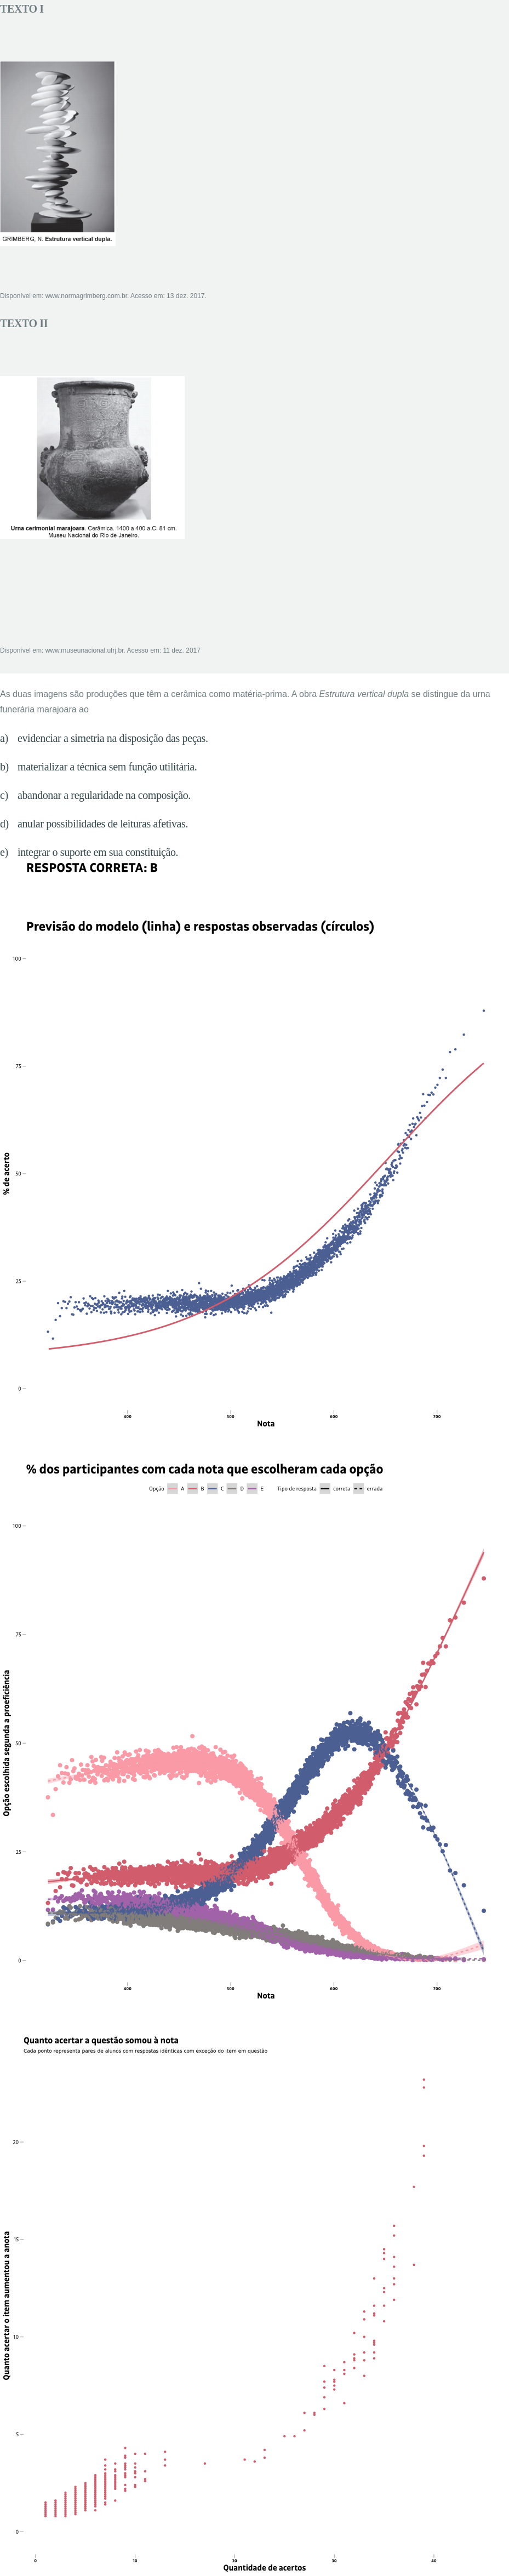 TEXTO I
GRIMBERG, N. Estrutura vertical dupla.
Disponível em: www.normagrimberg.com.br. Acesso em: 13 dez. 2017.
TEXTO II
Urna cerimonial marajoara. Cerâmica. 1400 a 400 a.C. 81 cm.
Museu Nacional do Rio de Janeiro.
Disponível em: www.museunacional.ufrj.br. Acesso em: 11 dez. 2017
As duas imagens são produções que têm a cerâmica como matéria-prima. A obra Estrutura vertical dupla se distingue da urna
funerária marajoara ao
a) evidenciar a simetria na disposição das peças.
b) materializar a técnica sem função utilitária.
c) abandonar a regularidade na composição.
d) anular possibilidades de leituras afetivas.
e) integrar o suporte em sua constituição.
RESPOSTA CORRETA: B
Previsão do modelo (linha) e respostas observadas (círculos)
100
75
% de acerto
50
25
0
400 500 600 700
Nota
% dos participantes com cada nota que escolheram cada opção
Opção A B C D E Tipo de resposta correta errada
100
75
Opção escolhida segunda a proeficiência
50
25
0
400 500 600 700
Nota
Quanto acertar a questão somou à nota
Cada ponto representa pares de alunos com respostas idênticas com exceção do item em questão
20
15
Quanto acertar o item aumentou a anota
10
5
0
0 10 20 30 40
Quantidade de acertos